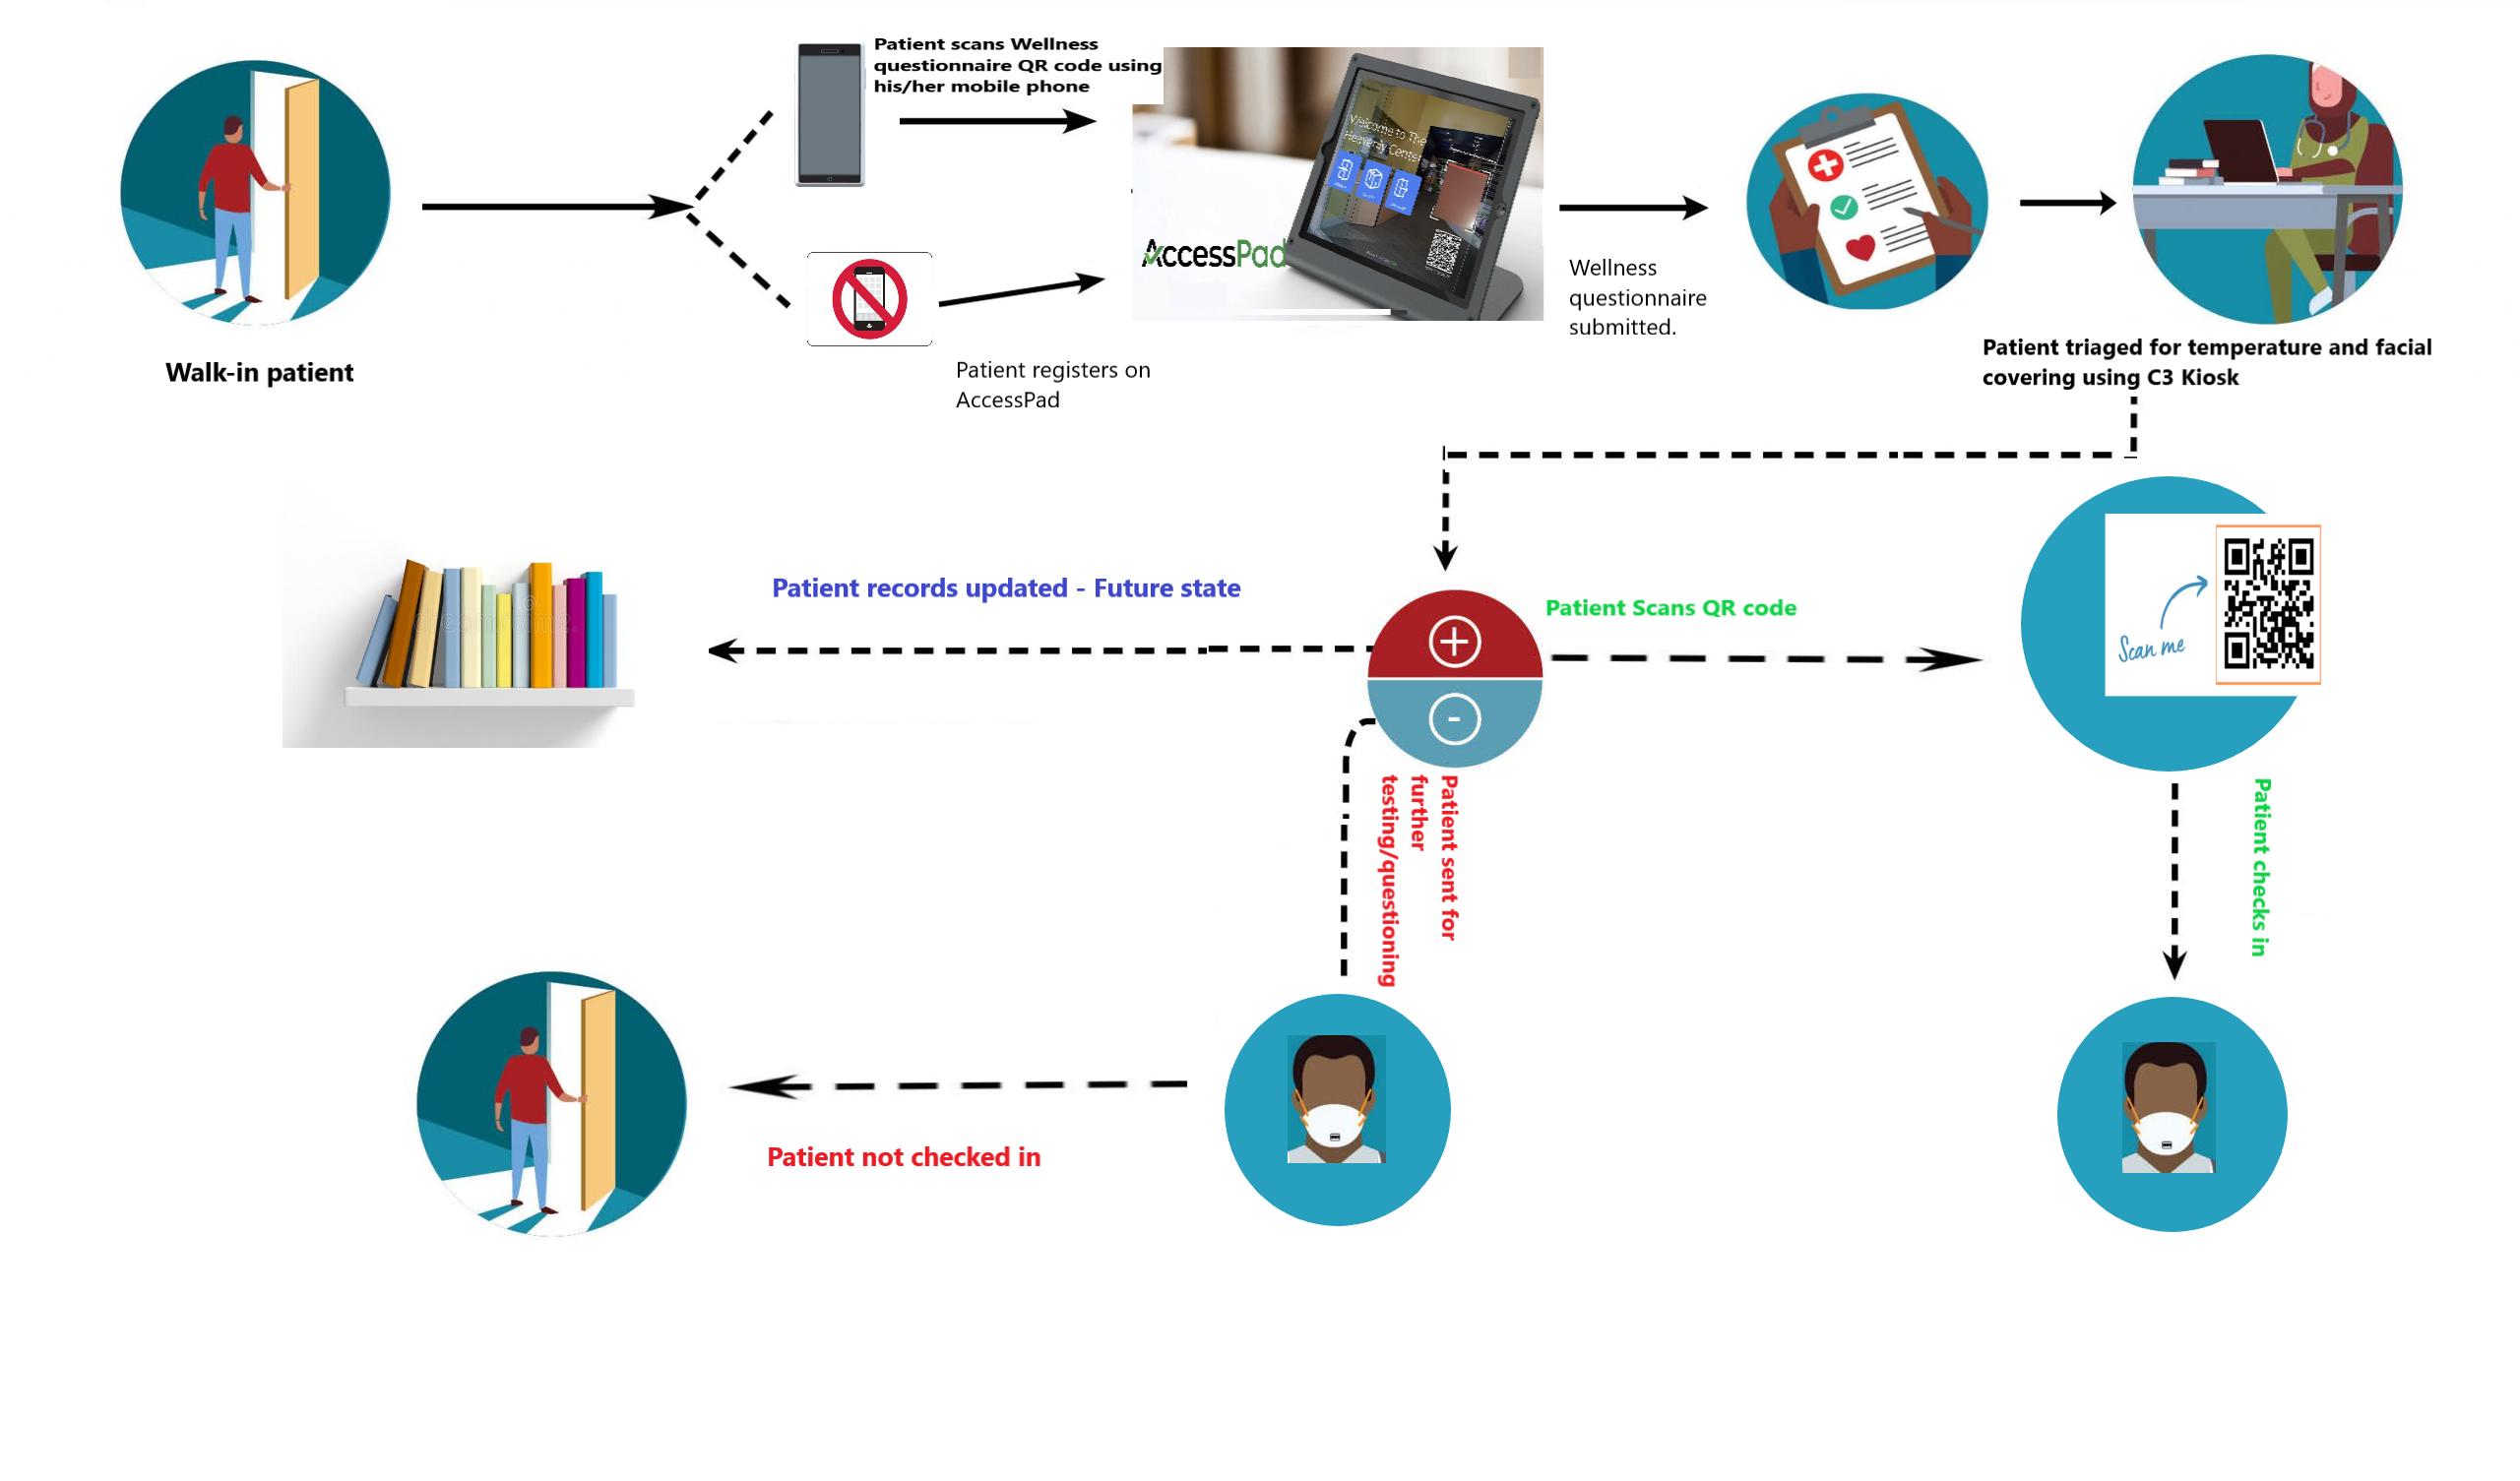 Patient scans Wellness
questionnaire QR code using
his/her mobile phone
Welcome to The
Heavenly Center
AccessPad
Wellness
questionnaire
submitted.
Walk-in patient
Patient registers on
AccessPad
Patient triaged for temperature and facial
covering using C3 Kiosk
Patient records updated - Future state
+
-
Patient Scans QR code
Scan me
Patient sent for
further
testing/questioning
Patient checks in
Patient not checked in